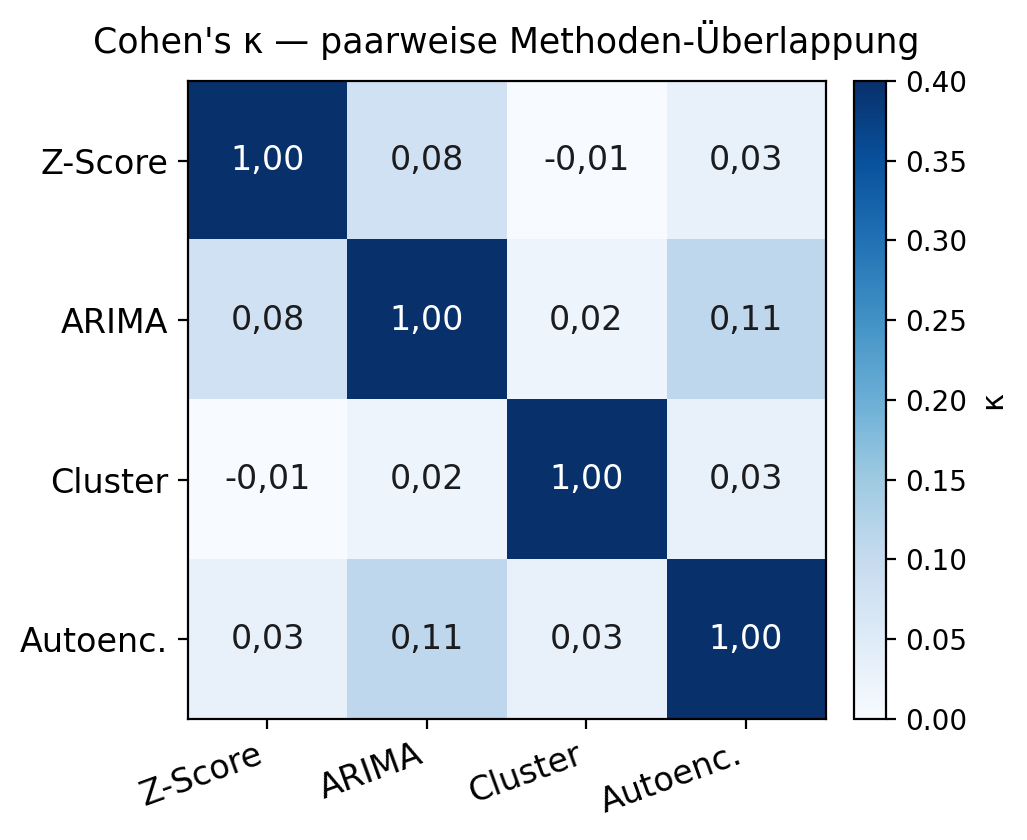 Cohen's κ — paarweise Methoden-Überlappung
Z-Score 1,00 0,08 -0,01 0,03
ARIMA 0,08 1,00 0,02 0,11
Cluster -0,01 0,02 1,00 0,03
Autoenc. 0,03 0,11 0,03 1,00
Z-Score ARIMA Cluster Autoenc.
0.40
0.35
0.30
0.25
0.20
0.15
0.10
0.05
0.00
κ